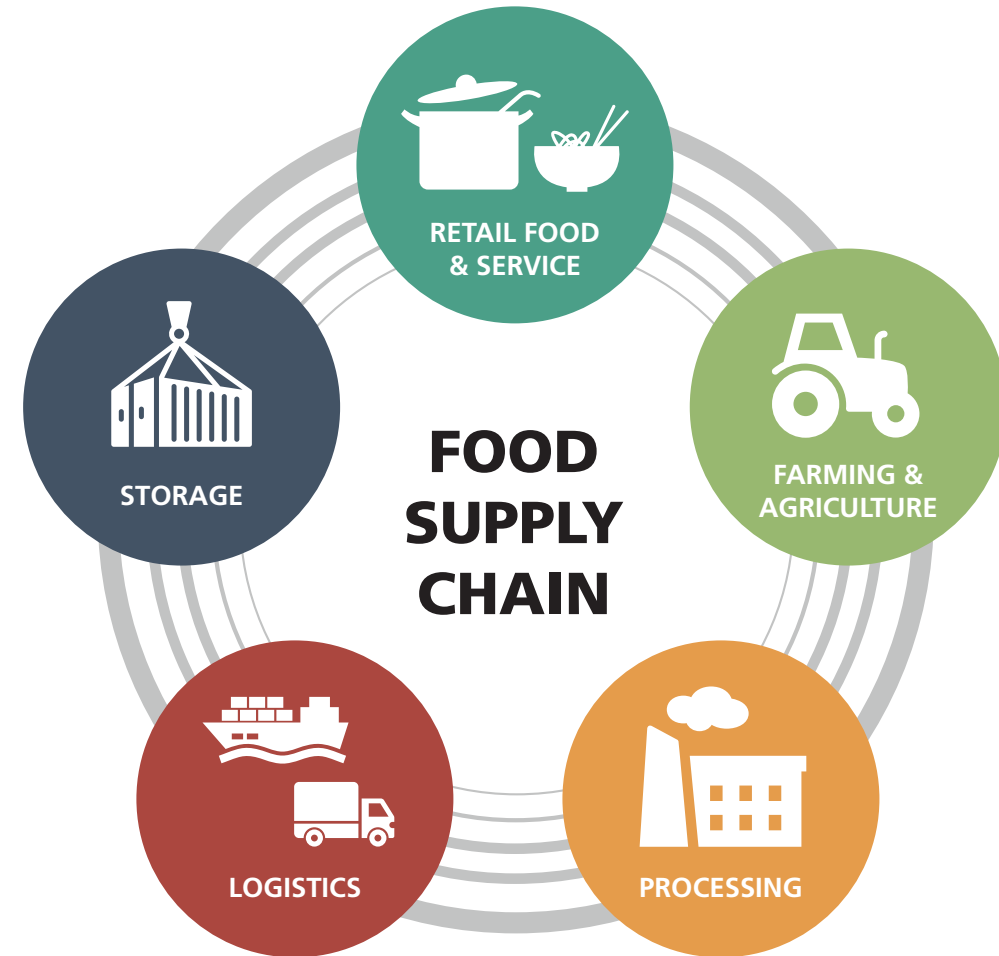 RETAIL FOOD
& SERVICE
FARMING &
AGRICULTURE
STORAGE
FOOD
SUPPLY
CHAIN
LOGISTICS
PROCESSING